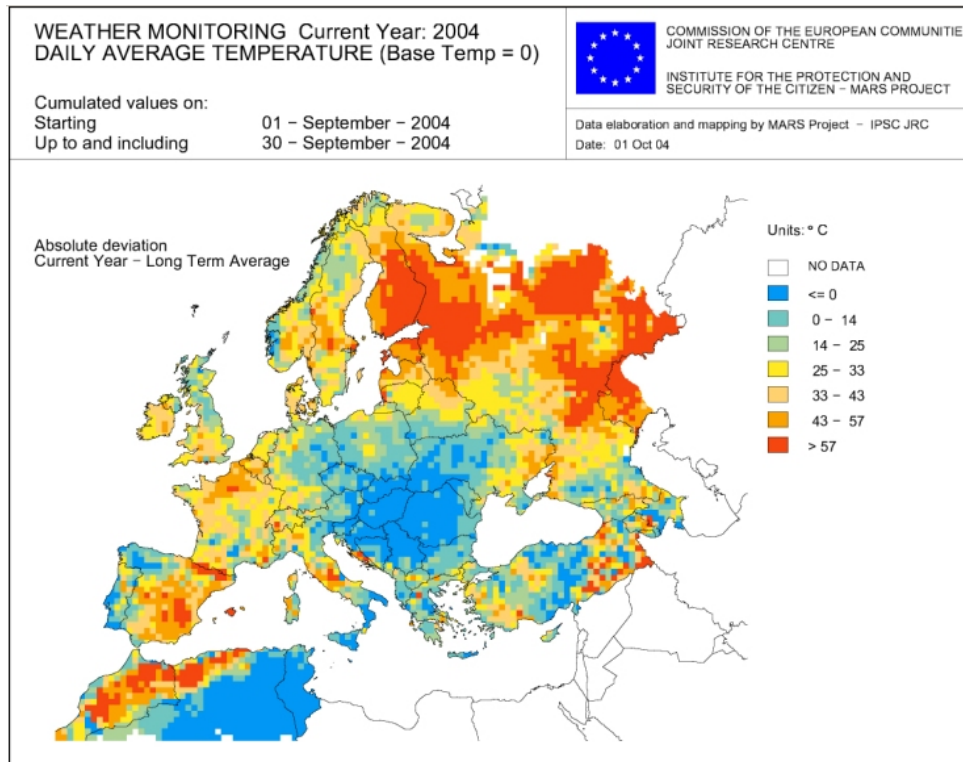 WEATHER MONITORING Current Year: 2004
DAILY AVERAGE TEMPERATURE (Base Temp = 0)
Cumulated values on:
Starting 01 – September – 2004
Up to and including 30 – September – 2004
COMMISSION OF THE EUROPEAN COMMUNITIE
JOINT RESEARCH CENTRE
INSTITUTE FOR THE PROTECTION AND
SECURITY OF THE CITIZEN – MARS PROJECT
Data elaboration and mapping by MARS Project – IPSC JRC
Date: 01 Oct 04
Absolute deviation
Current Year – Long Term Average
Units: ° C
NO DATA
<= 0
0 – 14
14 – 25
25 – 33
33 – 43
43 – 57
> 57